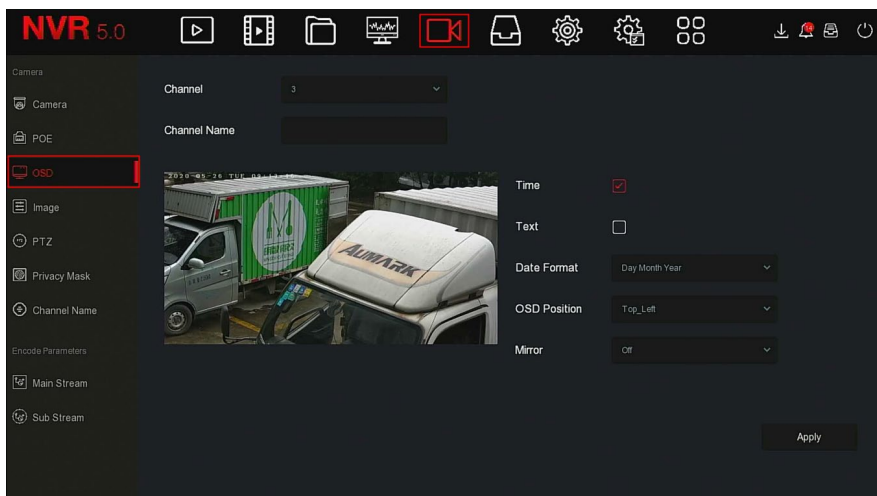 NVR 5.0
Camera
Camera
POE
OSD
Image
PTZ
Privacy Mask
Channel Name
Encode Parameters
Main Stream
Sub Stream
Channel 3
Channel Name
AUMARK
Time
Text
Date Format Day Month Year
OSD Position Top_Left
Mirror Off
Apply